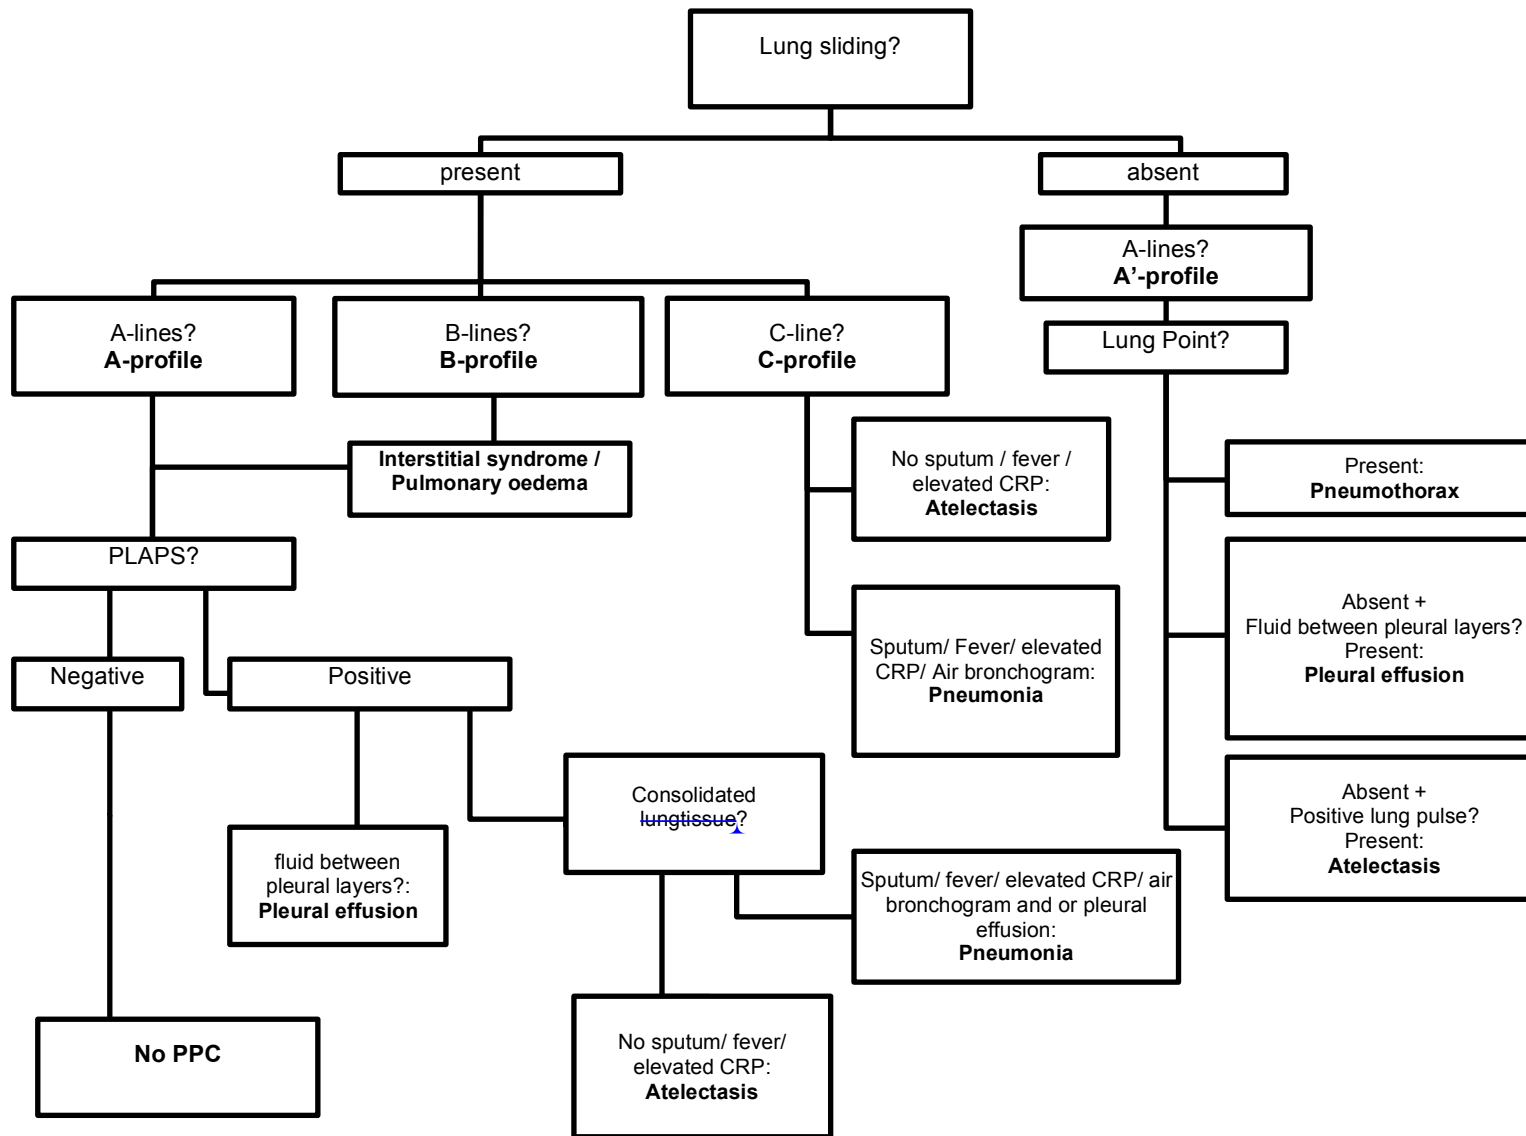 Lung sliding?
present
absent
A-lines?
A'-profile
A-lines?
A-profile
B-lines?
B-profile
C-line?
C-profile
Lung Point?
No sputum / fever /
elevated CRP:
Atelectasis
Interstitial syndrome /
Pulmonary oedema
Present:
Pneumothorax
PLAPS?
Absent +
Fluid between pleural layers?
Present:
Pleural effusion
Sputum/ Fever/ elevated
CRP/ Air bronchogram:
Pneumonia
Negative
Positive
Consolidated
lungtissue?
Absent +
Positive lung pulse?
Present:
Atelectasis
fluid between
pleural layers?:
Pleural effusion
Sputum/ fever/ elevated CRP/ air
bronchogram and or pleural
effusion:
Pneumonia
No PPC
No sputum/ fever/
elevated CRP:
Atelectasis